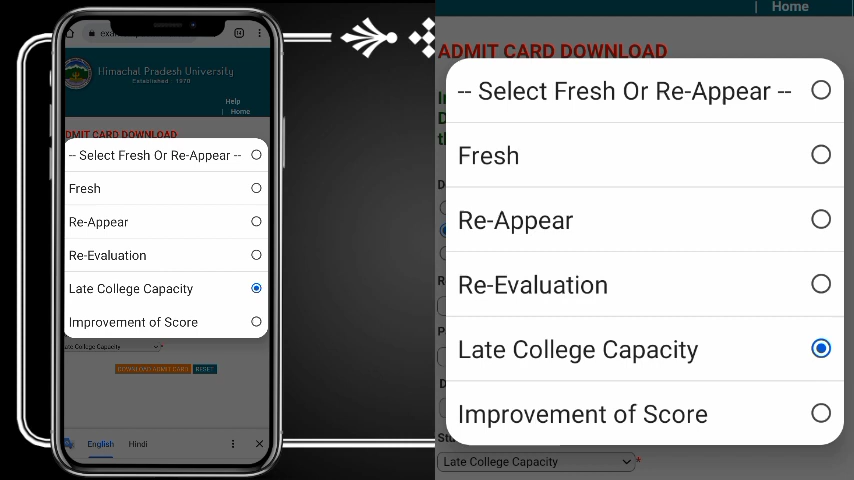 Himachal Pradesh University
Established 1970
Help
| Home
DMIT CARD DOWNLOAD
-- Select Fresh Or Re-Appear --
Fresh
Re-Appear
Re-Evaluation
Late College Capacity
Improvement of Score
ate College Capacity *
DOWNLOAD ADMIT CARD RESET
English Hindi
| Home
ADMIT CARD DOWNLOAD
-- Select Fresh Or Re-Appear --
Fresh
Re-Appear
Re-Evaluation
Late College Capacity
Improvement of Score
Late College Capacity *